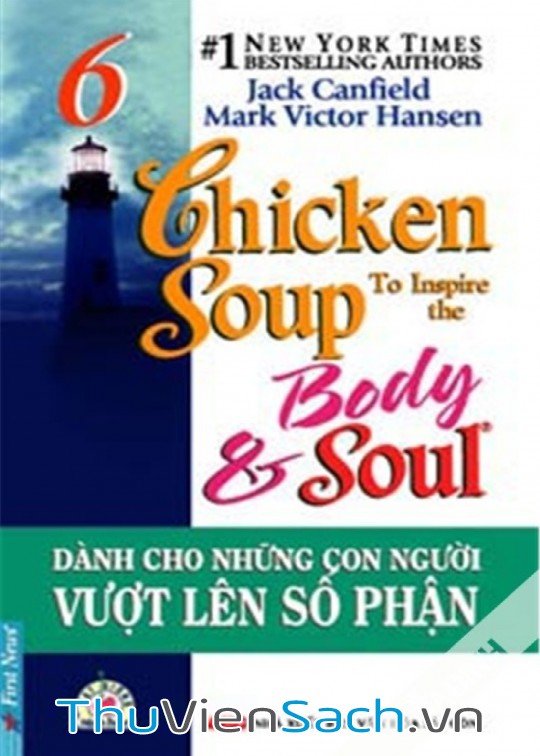 6
#1 NEW YORK TIMES
BESTSELLING AUTHORS
Jack Canfield
Mark Victor Hansen
Chicken
Soup To Inspire
the
Body
& Soul®
DÀNH CHO NHỮNG CON NGƯỜI
VƯỢT LÊN SỐ PHẬN
First News
ThuVienSach.vn